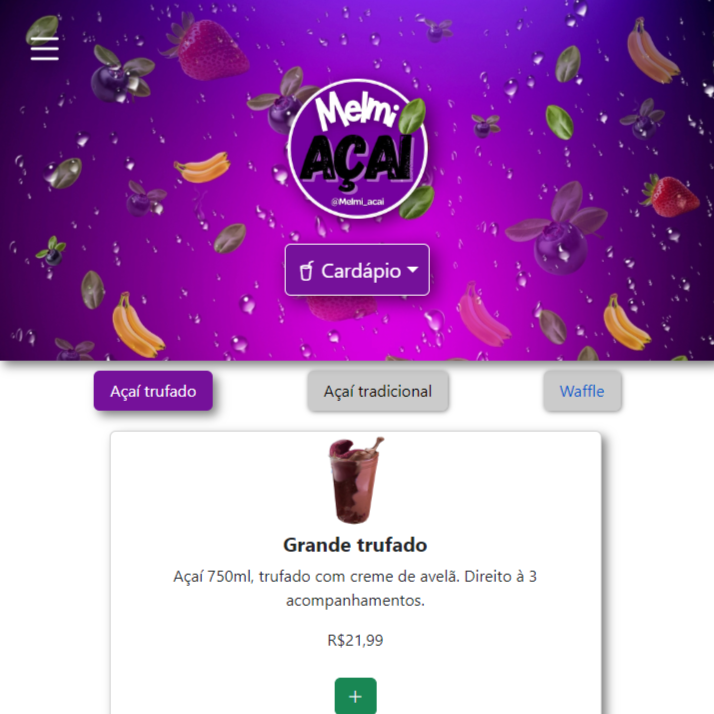 Melmi
AÇAI
@Melmi_acai
Cardápio
Açaí trufado
Açaí tradicional
Waffle
Grande trufado
Açaí 750ml, trufado com creme de avelã. Direito à 3
acompanhamentos.
R$21,99
+